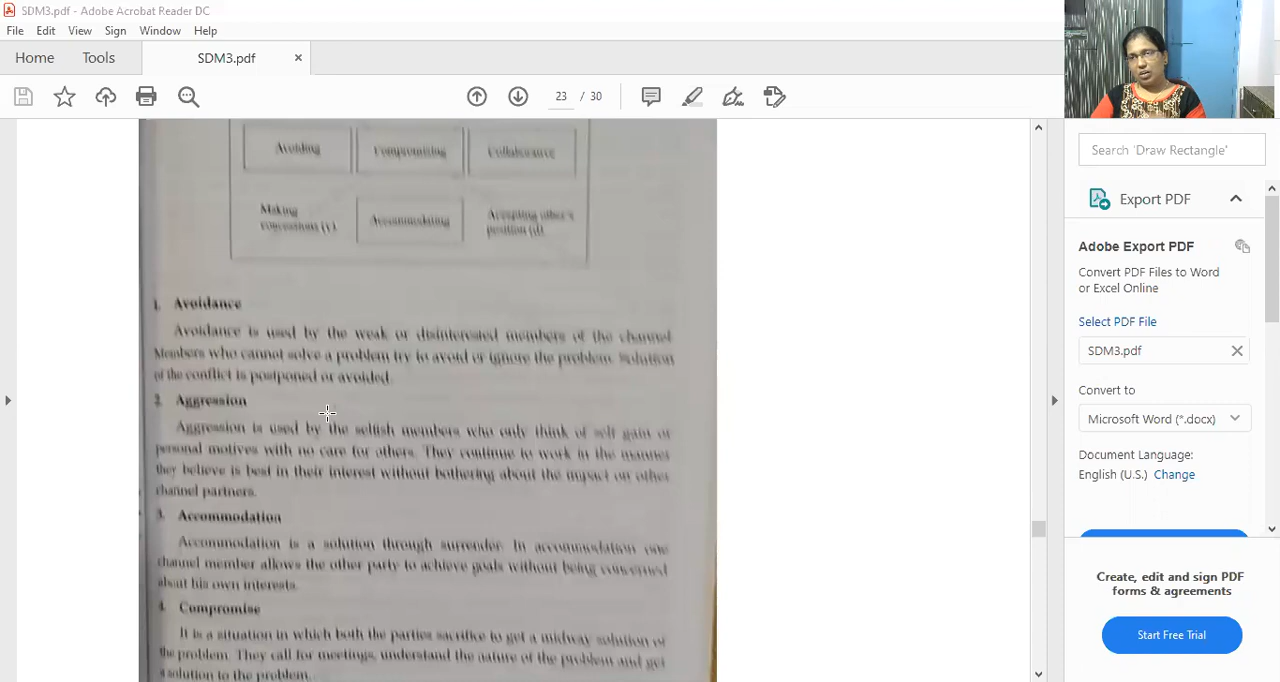 SDM3.pdf - Adobe Acrobat Reader DC
File Edit View Sign Window Help
Home Tools SDM3.pdf ×
23 / 30
Avoiding Compromising Collaborative
Making Accommodating Accepting other's
concessions (v) position (d)
1. Avoidance
Avoidance is used by the weak or disinterested members of the channel
Members who cannot solve a problem try to avoid or ignore the problem. Solution
of the conflict is postponed or avoided.
2. Aggression
Aggression is used by the selfish members who only think of self gain or
personal motives with no care for others. They continue to work in the manner
they believe is best in their interest without bothering about the impact on other
channel partners.
3. Accommodation
Accommodation is a solution through surrender. In accommodation one
channel member allows the other party to achieve goals without being concerned
about his own interests.
4. Compromise
It is a situation in which both the parties sacrifice to get a midway solution of
the problem. They call for meetings, understand the nature of the problem and get
a solution to the problem.
Search 'Draw Rectangle'
Export PDF
Adobe Export PDF
Convert PDF Files to Word
or Excel Online
Select PDF File
SDM3.pdf
Convert to
Microsoft Word (*.docx)
Document Language:
English (U.S.) Change
Create, edit and sign PDF
forms & agreements
Start Free Trial